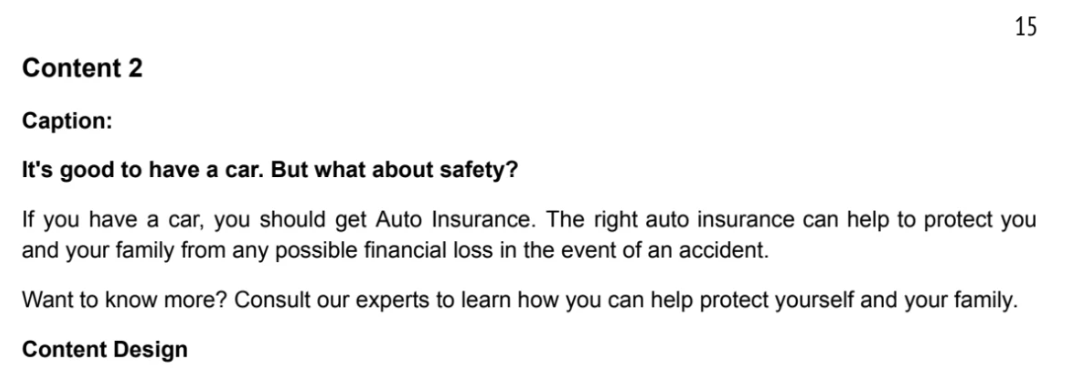 15
Content 2
Caption:
It's good to have a car. But what about safety?
If you have a car, you should get Auto Insurance. The right auto insurance can help to protect you
and your family from any possible financial loss in the event of an accident.
Want to know more? Consult our experts to learn how you can help protect yourself and your family.
Content Design